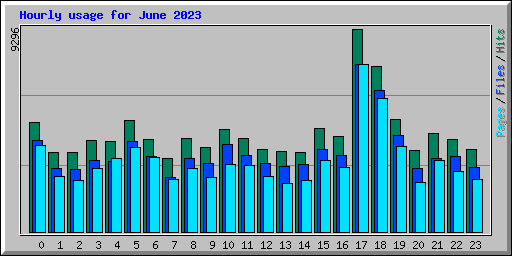 Hourly usage for June 2023
9296
Pages / Files / Hits
0 1 2 3 4 5 6 7 8 9 10 11 12 13 14 15 16 17 18 19 20 21 22 23